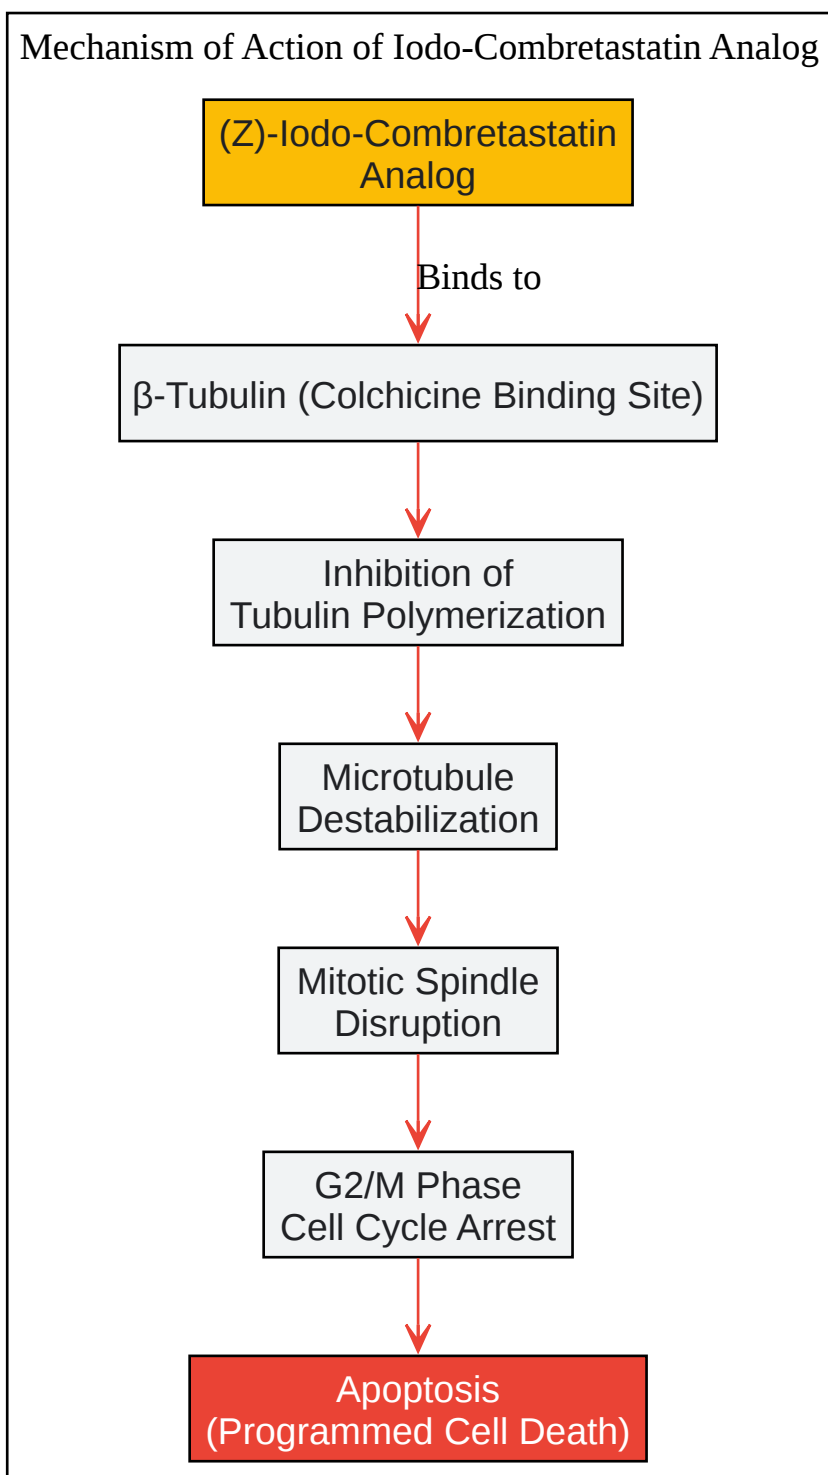 Mechanism of Action of Iodo-Combretastatin Analog
(Z)-Iodo-Combretastatin
Analog
Binds to
β-Tubulin (Colchicine Binding Site)
Inhibition of
Tubulin Polymerization
Microtubule
Destabilization
Mitotic Spindle
Disruption
G2/M Phase
Cell Cycle Arrest
Apoptosis
(Programmed Cell Death)